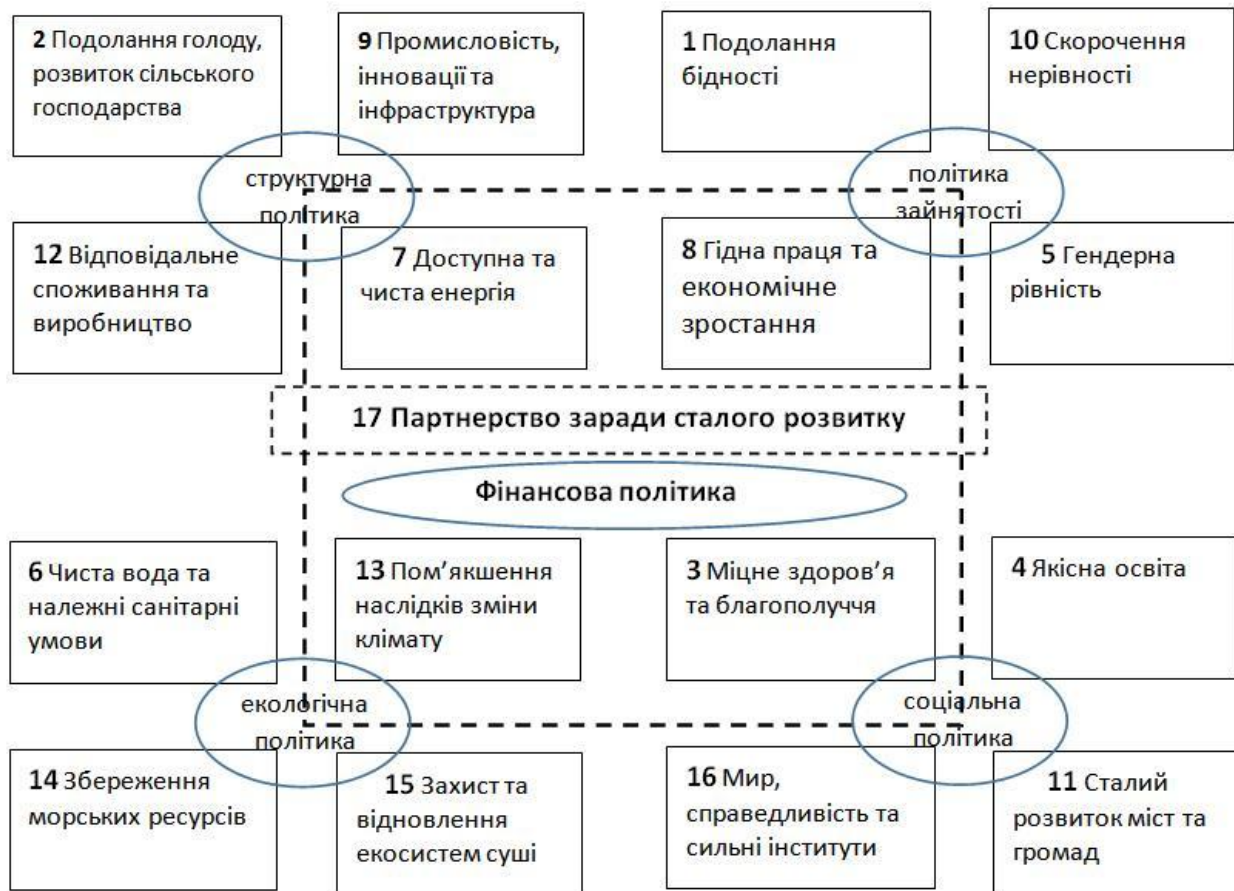 2 Подолання голоду,
розвиток сільського
господарства
9 Промисловість,
інновації та
інфраструктура
1 Подолання
бідності
10 Скорочення
нерівності
структурна
політика
політика
зайнятості
12 Відповідальне
споживання та
виробництво
7 Доступна та
чиста енергія
8 Гідна праця та
економічне
зростання
5 Гендерна
рівність
17 Партнерство заради сталого розвитку
Фінансова політика
6 Чиста вода та
належні санітарні
умови
13 Пом’якшення
наслідків зміни
клімату
3 Міцне здоров’я
та благополуччя
4 Якісна освіта
екологічна
політика
соціальна
політика
14 Збереження
морських ресурсів
15 Захист та
відновлення
екосистем суші
16 Мир,
справедливість та
сильні інститути
11 Сталий
розвиток міст та
громад